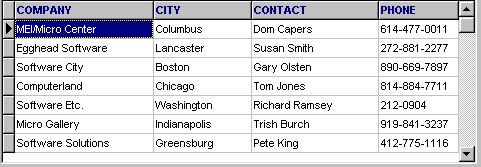 COMPANY CITY CONTACT PHONE
MEI/Micro Center Columbus Dom Capers 614-477-0011
Egghead Software Lancaster Susan Smith 272-881-2277
Software City Boston Gary Olsten 890-669-7897
Computerland Chicago Tom Jones 814-884-7711
Software Etc. Washington Richard Ramsey 212-0904
Micro Gallery Indianapolis Trish Burch 919-841-3237
Software Solutions Greensburg Pete King 412-775-1116